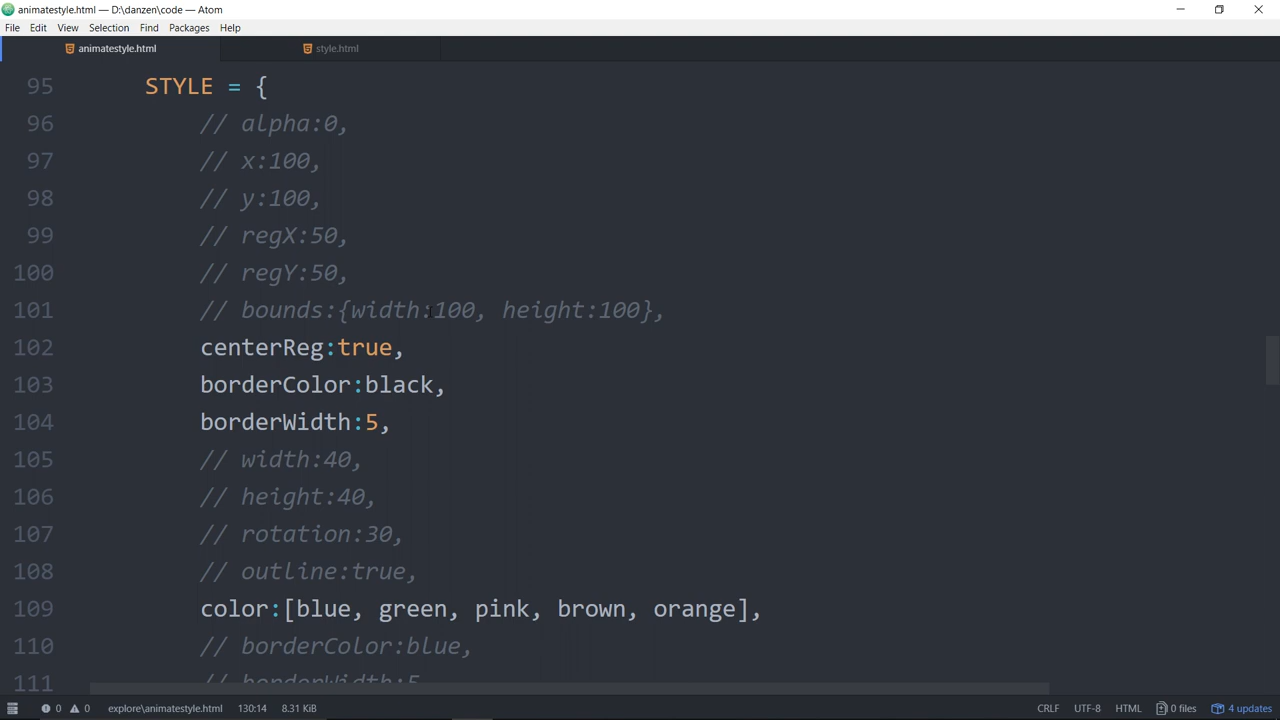 animatestyle.html — D:\danzen\code — Atom
File Edit View Selection Find Packages Help
animatestyle.html style.html
95 STYLE = {
96 // alpha:0,
97 // x:100,
98 // y:100,
99 // regX:50,
100 // regY:50,
101 // bounds:{width:100, height:100},
102 centerReg:true,
103 borderColor:black,
104 borderWidth:5,
105 // width:40,
106 // height:40,
107 // rotation:30,
108 // outline:true,
109 color:[blue, green, pink, brown, orange],
110 // borderColor:blue,
111 // borderWidth:5
0 0 explore\animatestyle.html 130:14 8.31 KiB CRLF UTF-8 HTML 0 files 4 updates